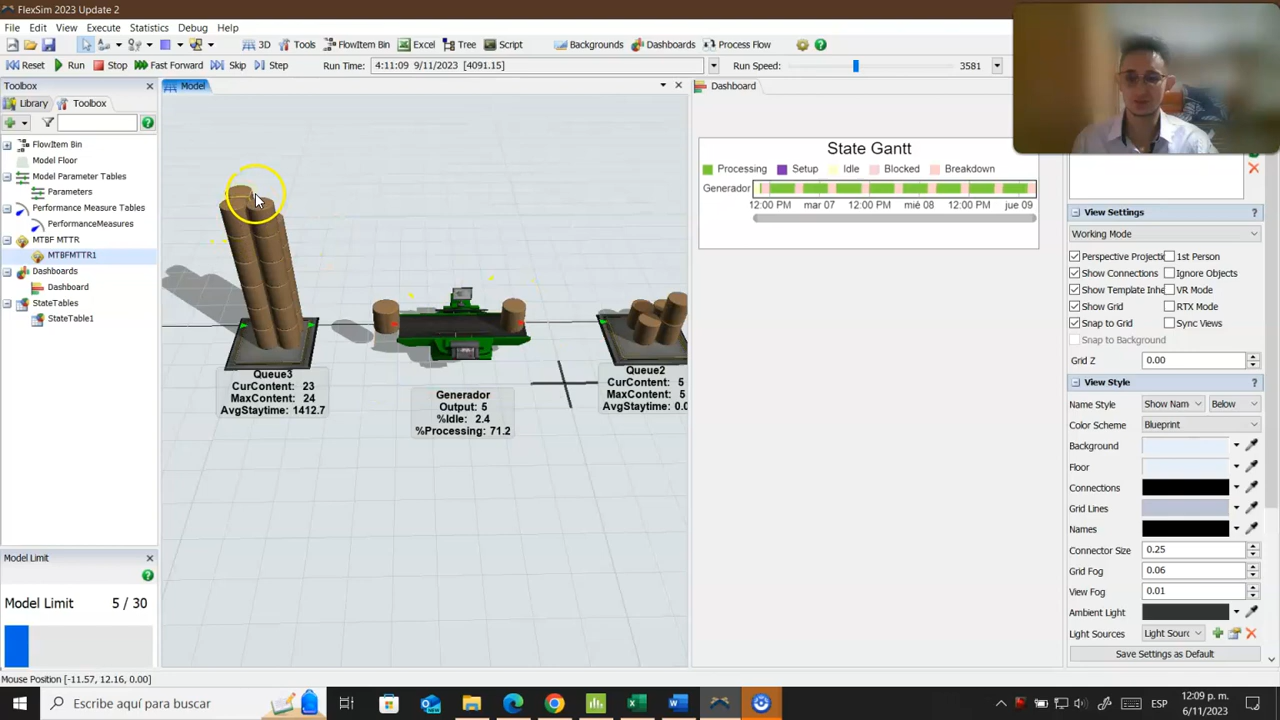 FlexSim 2023 Update 2
File Edit View Execute Statistics Debug Help
3D Tools FlowItem Bin Excel Tree Script Backgrounds Dashboards Process Flow
Reset Run Stop Fast Forward Skip Step Run Time: 4:11:09 9/11/2023 [4091.15] Run Speed: 3581
Toolbox
Library Toolbox
FlowItem Bin
Model Floor
Model Parameter Tables
Parameters
Performance Measure Tables
PerformanceMeasures
MTBF MTTR
MTBFMTTR1
Dashboards
Dashboard
StateTables
StateTable1
Model Limit
Model Limit 5 / 30
Mouse Position [-11.57, 12.16, 0.00]
Model
Queue3
CurContent: 23
MaxContent: 24
AvgStaytime: 1412.7
Generador
Output: 5
%Idle: 2.4
%Processing: 71.2
Queue2
CurContent: 5
MaxContent: 5
AvgStaytime: 0.0
Dashboard
State Gantt
Processing Setup Idle Blocked Breakdown
Generador
12:00 PM mar 07 12:00 PM mié 08 12:00 PM jue 09
View Settings
Working Mode
Perspective Projecti 1st Person
Show Connections Ignore Objects
Show Template Inhe VR Mode
Show Grid RTX Mode
Snap to Grid Sync Views
Snap to Background
Grid Z 0.00
View Style
Name Style Show Nam Below
Color Scheme Blueprint
Background
Floor
Connections
Grid Lines
Names
Connector Size 0.25
Grid Fog 0.06
View Fog 0.01
Ambient Light
Light Sources Light Sourc
Save Settings as Default
Escribe aquí para buscar
ESP
12:09 p. m.
6/11/2023